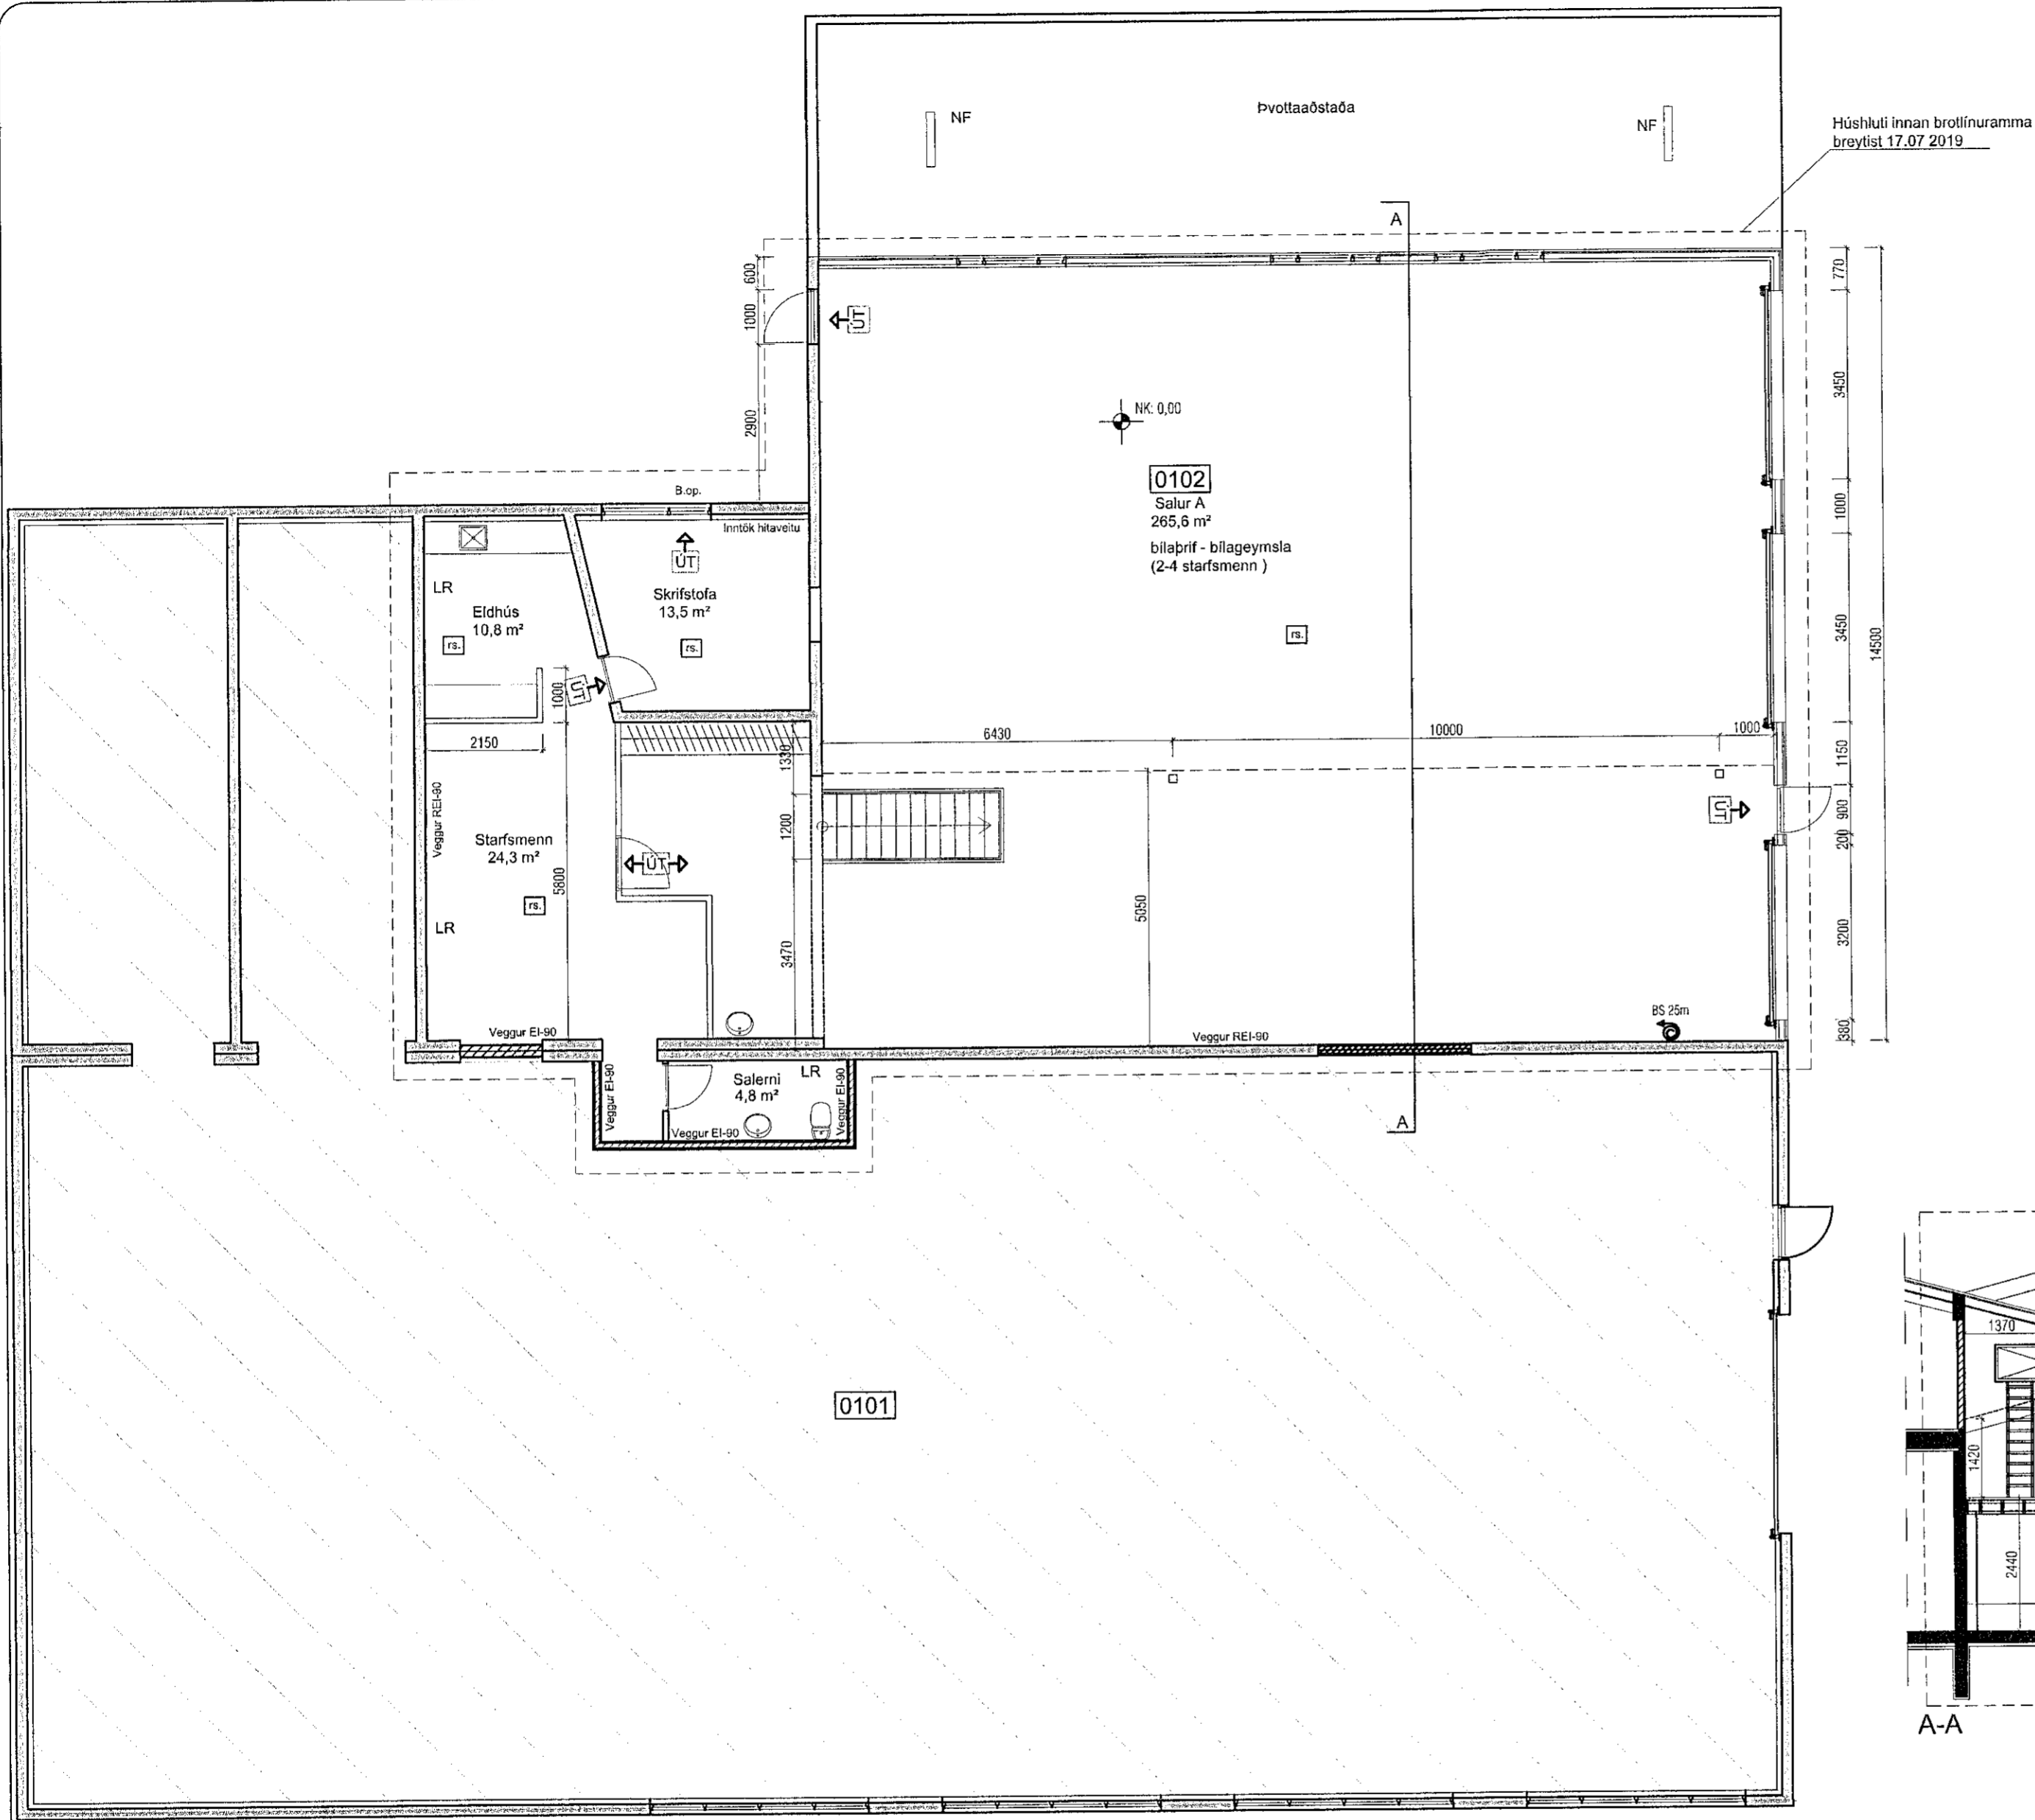 Þvottaaðstaða
NF
NF
Húshluti innan brotlínuramma
breytist 17.07 2019
A
600
1000
2900
ÚT
770
3450
1000
3450
14500
1150
900
200
3200
380
NK: 0,00
0102
Salur A
265,6 m²
bílaþrif - bílageymsla
(2-4 starfsmenn )
rs.
B.op.
Inntök hitaveitu
ÚT
Skrifstofa
13,5 m²
rs.
LR
Eldhús
10,8 m²
rs.
ÚT
1000
2150
6430
10000
1000
1330
1200
3470
5800
5050
Veggur REI-90
Starfsmenn
24,3 m²
rs.
LR
ÚT
ÚT
BS 25m
Veggur EI-90
Veggur REI-90
Veggur EI-90
Salerni
4,8 m²
LR
Veggur EI-90
Veggur EI-90
A
0101
1370
1420
2440
A-A